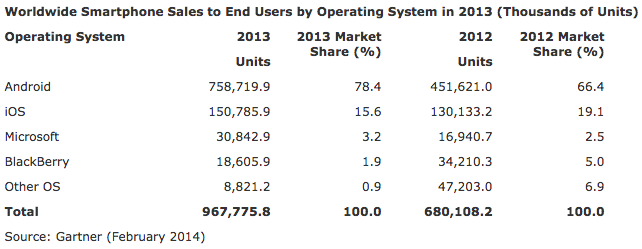 Worldwide Smartphone Sales to End Users by Operating System in 2013 (Thousands of Units)
Operating System 2013 2013 Market 2012 2012 Market
Units Share (%) Units Share (%)
Android 758,719.9 78.4 451,621.0 66.4
iOS 150,785.9 15.6 130,133.2 19.1
Microsoft 30,842.9 3.2 16,940.7 2.5
BlackBerry 18,605.9 1.9 34,210.3 5.0
Other OS 8,821.2 0.9 47,203.0 6.9
Total 967,775.8 100.0 680,108.2 100.0
Source: Gartner (February 2014)